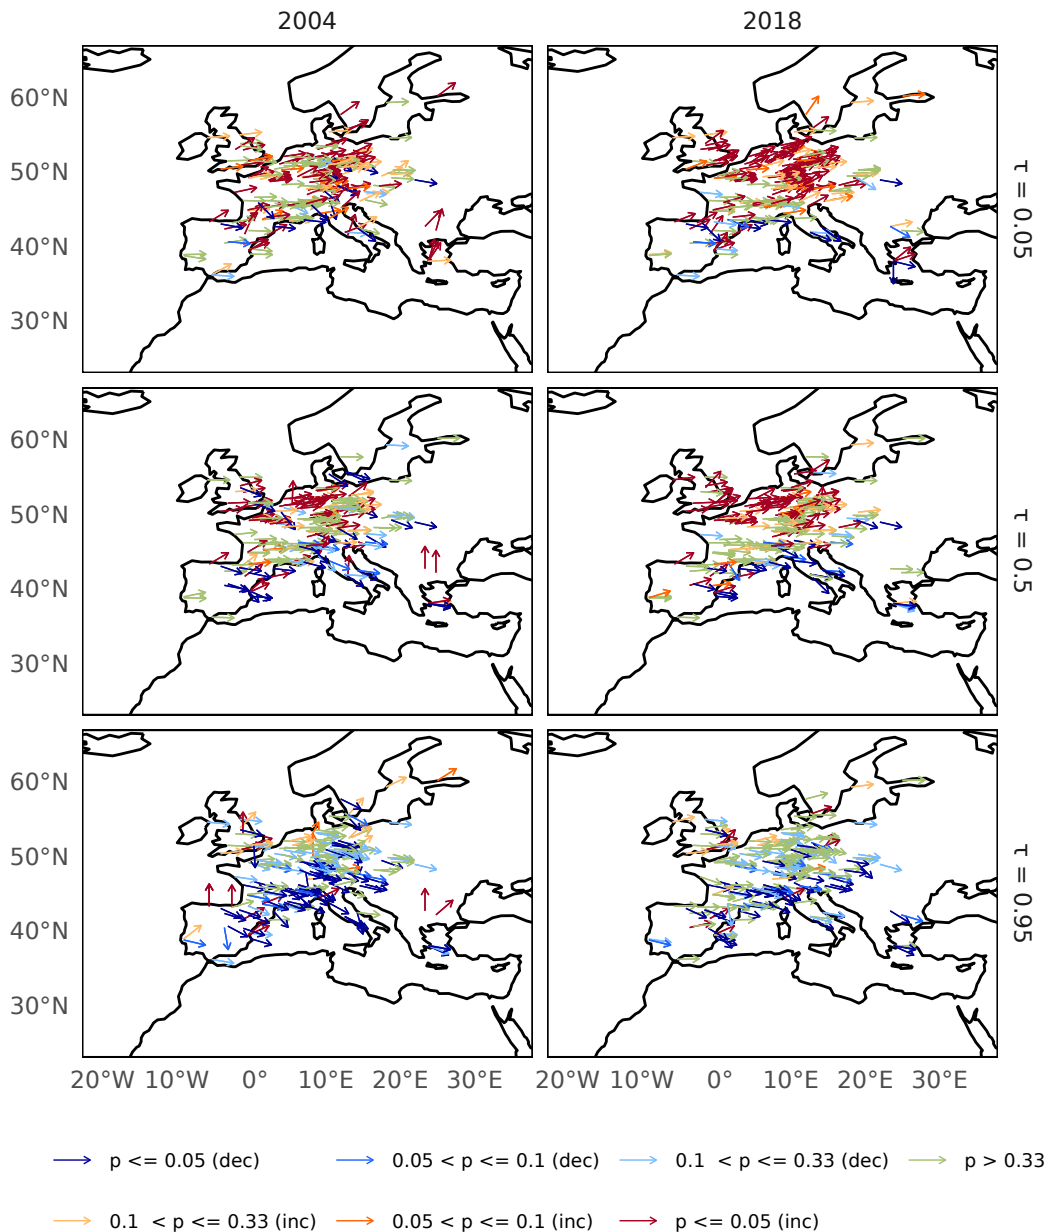 2004 2018
60°N
50°N
40°N
30°N
τ = 0.05
60°N
50°N
40°N
30°N
τ = 0.5
60°N
50°N
40°N
30°N
τ = 0.95
20°W 10°W 0° 10°E 20°E 30°E 20°W 10°W 0° 10°E 20°E 30°E
p <= 0.05 (dec) 0.05 < p <= 0.1 (dec) 0.1 < p <= 0.33 (dec) p > 0.33
0.1 < p <= 0.33 (inc) 0.05 < p <= 0.1 (inc) p <= 0.05 (inc)